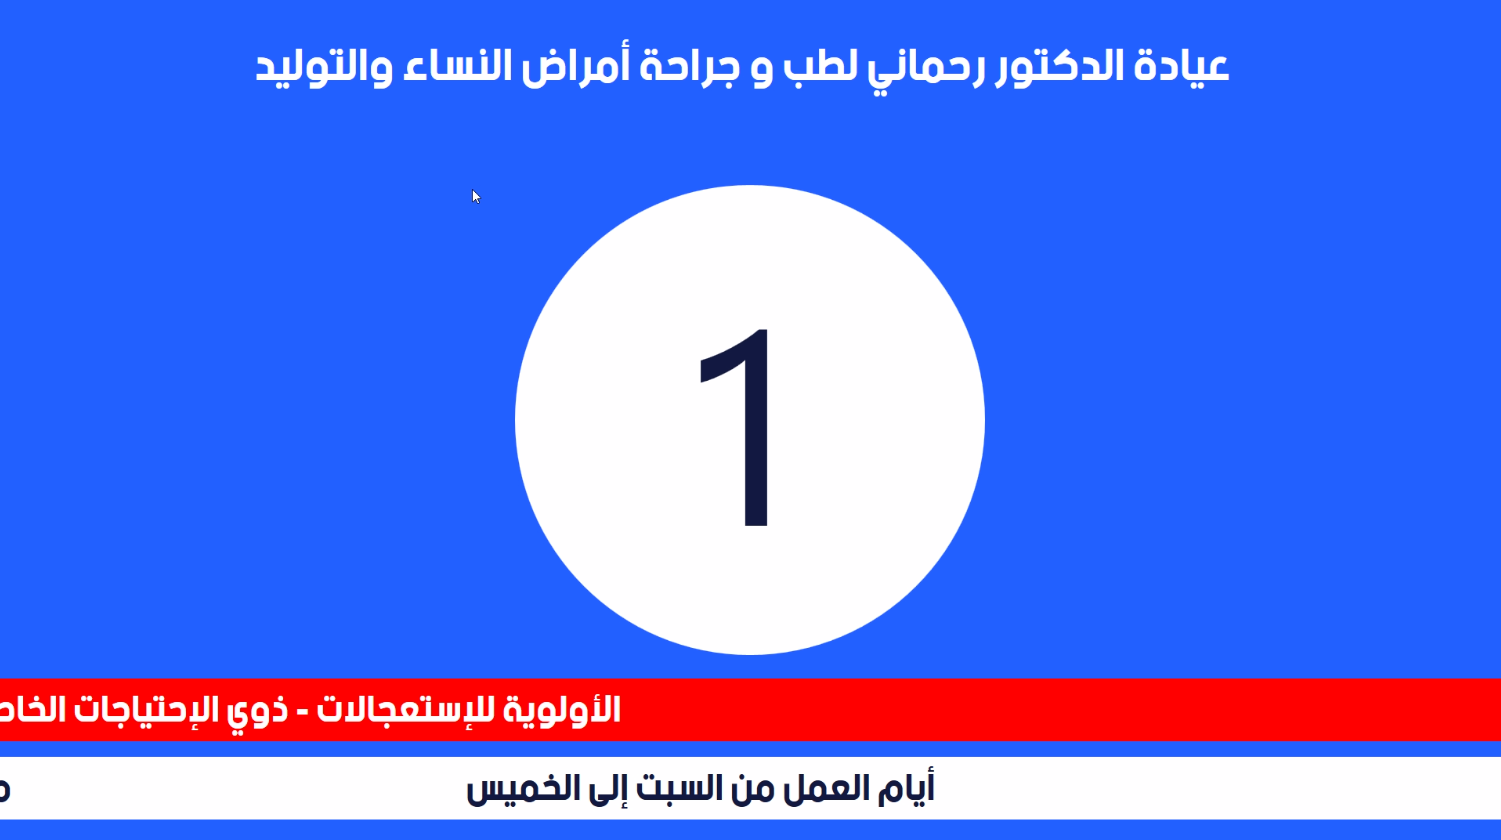 عيادة الدكتور رحماني لطب و جراحة أمراض النساء والتوليد
1
الأولوية للإستعجالات - ذوي الإحتياجات
أيام العمل من السبت إلى الخميس